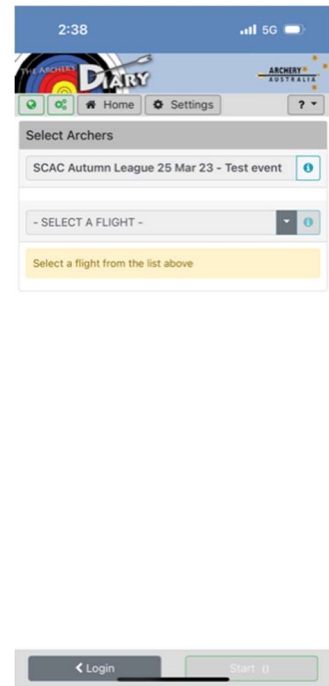 2:38
5G
THE ARCHER'S
DIARY
ARCHERY
AUSTRALIA
Home
Settings
?
Select Archers
SCAC Autumn League 25 Mar 23 - Test event
- SELECT A FLIGHT -
Select a flight from the list above
Login
Start ()